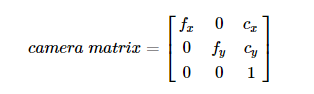 camera matrix = [ f_x 0 c_x
0 f_y c_y
0 0 1 ]